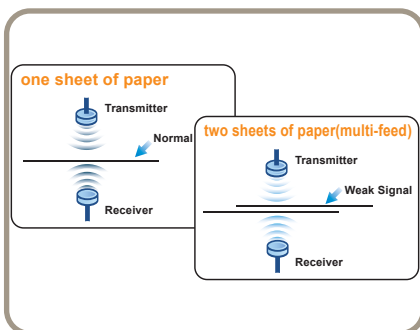 one sheet of paper
Transmitter
Normal
Receiver
two sheets of paper(multi-feed)
Transmitter
Weak Signal
Receiver